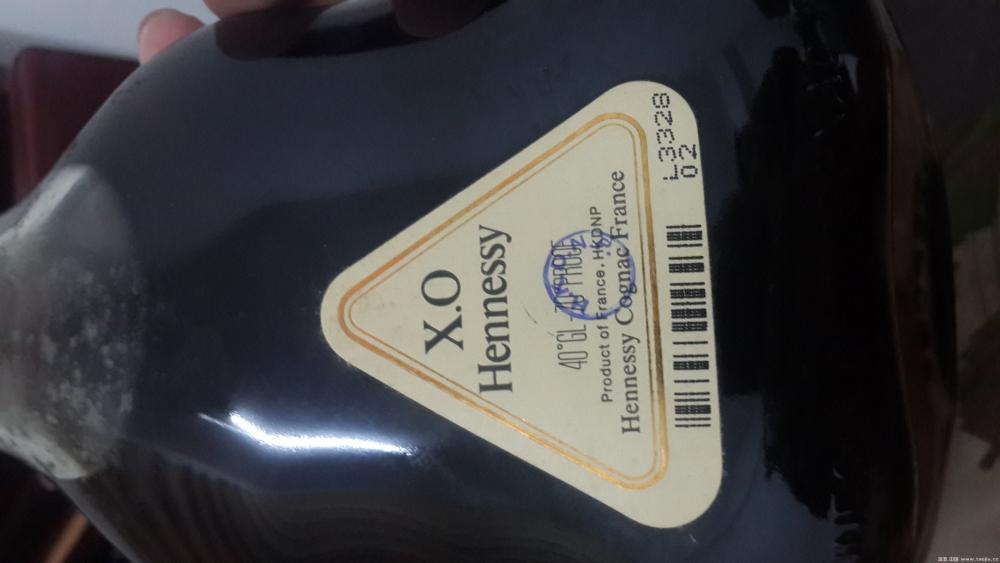 X.O
Hennessy
40°GL - 70°PROOF
Product of France. HKDNP
Hennessy Cognac France
L3328
02